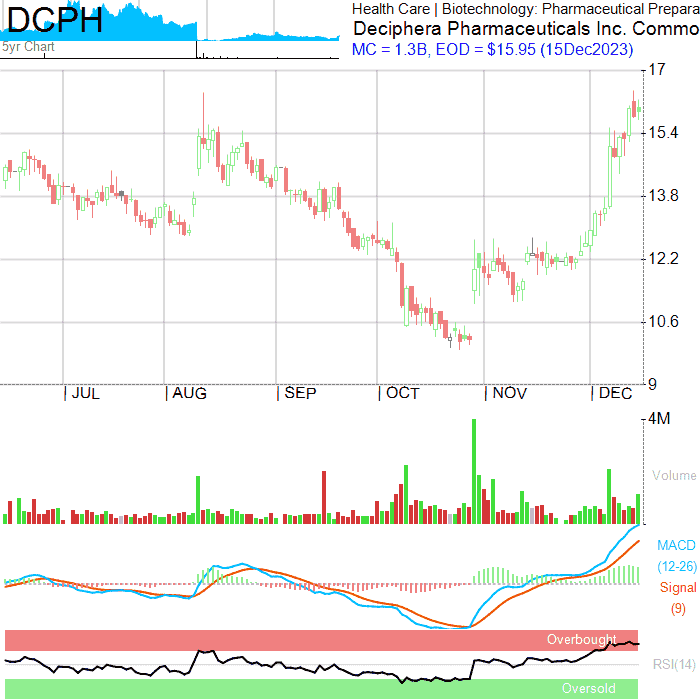 DCPH
5yr Chart
Health Care | Biotechnology: Pharmaceutical Prepara
Deciphera Pharmaceuticals Inc. Commo
MC = 1.3B, EOD = $15.95 (15Dec2023)
17
15.4
13.8
12.2
10.6
9
| JUL | AUG | SEP | OCT | NOV | DEC
4M
Volume
MACD
(12-26)
Signal
(9)
Overbought
RSI(14)
Oversold